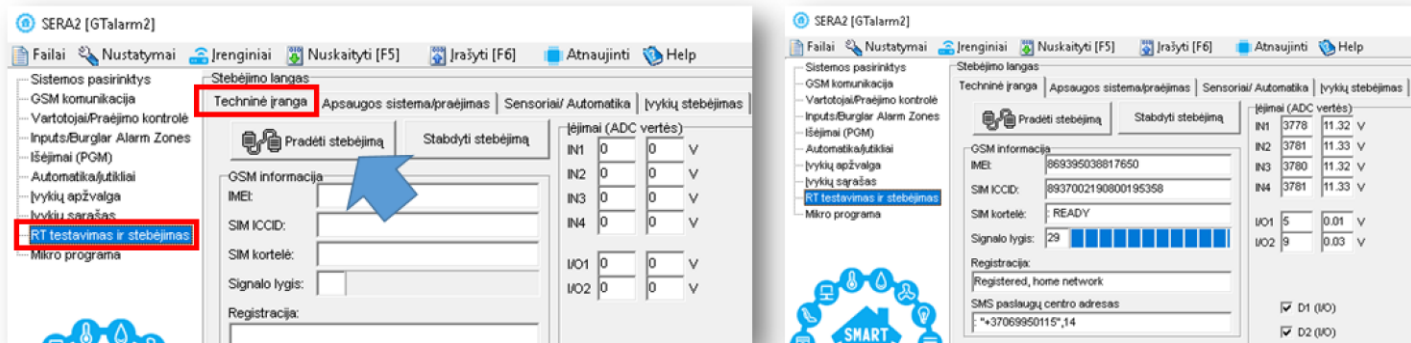 SERA2 [GTalarm2]
Failai Nustatymai Įrenginiai Nuskaityti [F5] Įrašyti [F6] Atnaujinti Help
Sistemos pasirinktys
GSM komunikacija
Vartotojai/Praėjimo kontrolė
Inputs/Burglar Alarm Zones
Išėjimai (PGM)
Automatika/jutikliai
Įvykių apžvalga
Įvykių sąrašas
RT testavimas ir stebėjimas
Mikro programa
Stebėjimo langas
Techninė įranga Apsaugos sistema/praėjimas Sensoriai/ Automatika Įvykių stebėjimas
Pradėti stebėjimą Stabdyti stebėjimą
GSM informacija
IMEI:
SIM ICCID:
SIM kortelė:
Signalo lygis:
Registracija:
Įėjimai (ADC vertės)
IN1 0 0 V
IN2 0 0 V
IN3 0 0 V
IN4 0 0 V
I/O1 0 0 V
I/O2 0 0 V
SERA2 [GTalarm2]
Failai Nustatymai Įrenginiai Nuskaityti [F5] Įrašyti [F6] Atnaujinti Help
Sistemos pasirinktys
GSM komunikacija
Vartotojai/Praėjimo kontrolė
Inputs/Burglar Alarm Zones
Išėjimai (PGM)
Automatika/jutikliai
Įvykių apžvalga
Įvykių sąrašas
RT testavimas ir stebėjimas
Mikro programa
SMART
Stebėjimo langas
Techninė įranga Apsaugos sistema/praėjimas Sensoriai/ Automatika Įvykių stebėjimas
Pradėti stebėjimą Stabdyti stebėjimą
GSM informacija
IMEI: 869395038817650
SIM ICCID: 8937002190800195358
SIM kortelė: : READY
Signalo lygis: 29
Registracija:
Registered, home network
SMS paslaugų centro adresas
: "+37069950115",14
Įėjimai (ADC vertės)
IN1 3778 11.32 V
IN2 3781 11.33 V
IN3 3780 11.32 V
IN4 3781 11.33 V
I/O1 5 0.01 V
I/O2 9 0.03 V
D1 (I/O)
D2 (I/O)